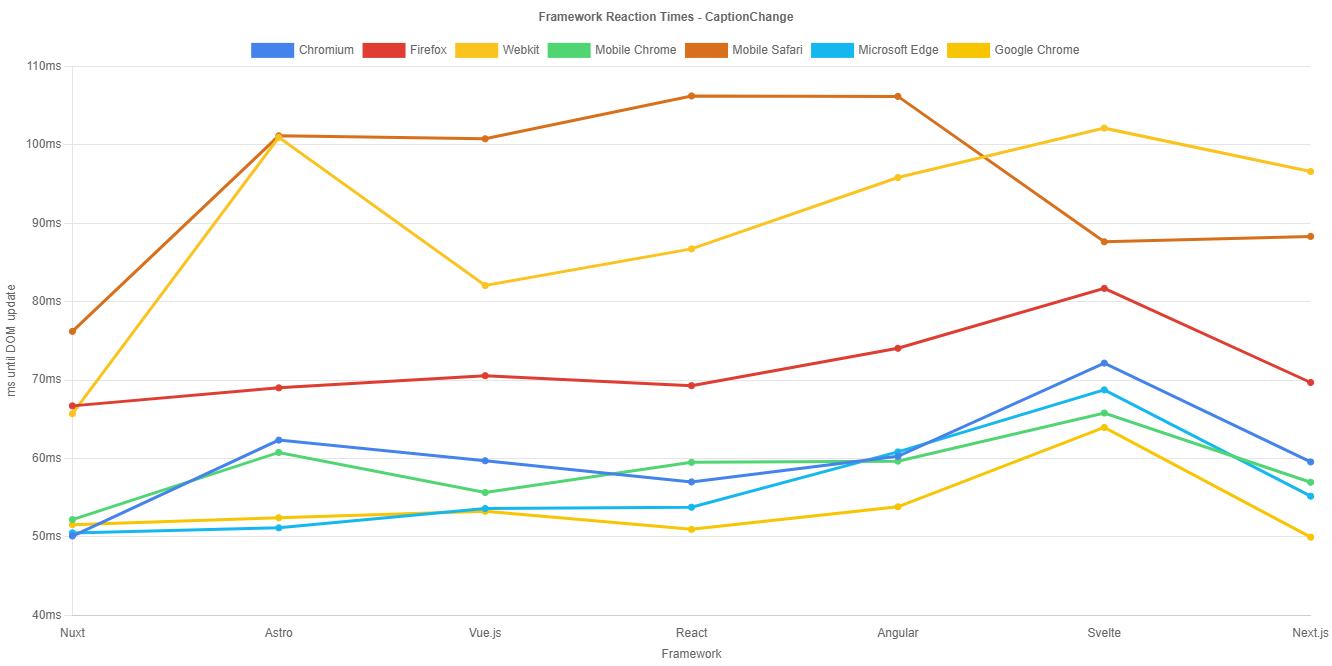 Framework Reaction Times - CaptionChange
Chromium Firefox Webkit Mobile Chrome Mobile Safari Microsoft Edge Google Chrome
110ms
100ms
90ms
80ms
70ms
60ms
50ms
40ms
ms until DOM update
Nuxt Astro Vue.js React Angular Svelte Next.js
Framework